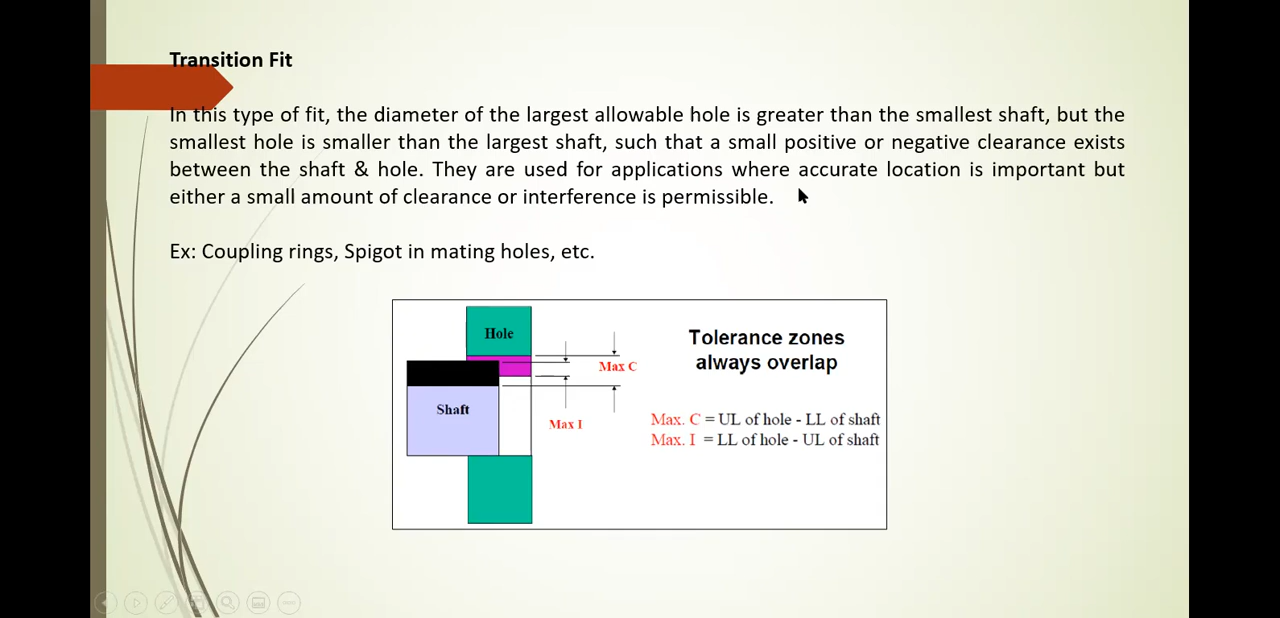 Transition Fit
In this type of fit, the diameter of the largest allowable hole is greater than the smallest shaft, but the
smallest hole is smaller than the largest shaft, such that a small positive or negative clearance exists
between the shaft & hole. They are used for applications where accurate location is important but
either a small amount of clearance or interference is permissible.
Ex: Coupling rings, Spigot in mating holes, etc.
Hole
Shaft
Max C
Max I
Tolerance zones
always overlap
Max. C = UL of hole - LL of shaft
Max. I = LL of hole - UL of shaft